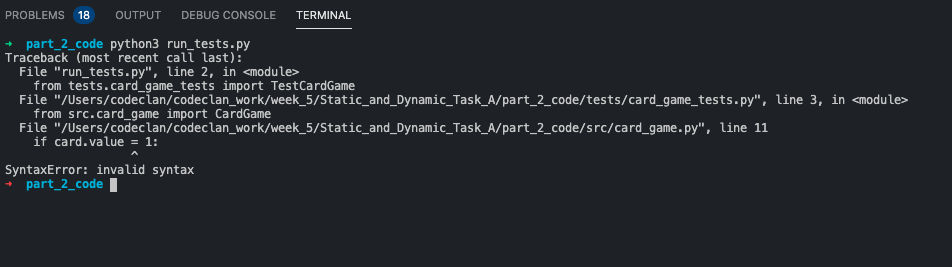 PROBLEMS 18 OUTPUT DEBUG CONSOLE TERMINAL
➜ part_2_code python3 run_tests.py
Traceback (most recent call last):
  File "run_tests.py", line 2, in <module>
    from tests.card_game_tests import TestCardGame
  File "/Users/codeclan/codeclan_work/week_5/Static_and_Dynamic_Task_A/part_2_code/tests/card_game_tests.py", line 3, in <module>
    from src.card_game import CardGame
  File "/Users/codeclan/codeclan_work/week_5/Static_and_Dynamic_Task_A/part_2_code/src/card_game.py", line 11
    if card.value = 1:
                  ^
SyntaxError: invalid syntax
➜ part_2_code